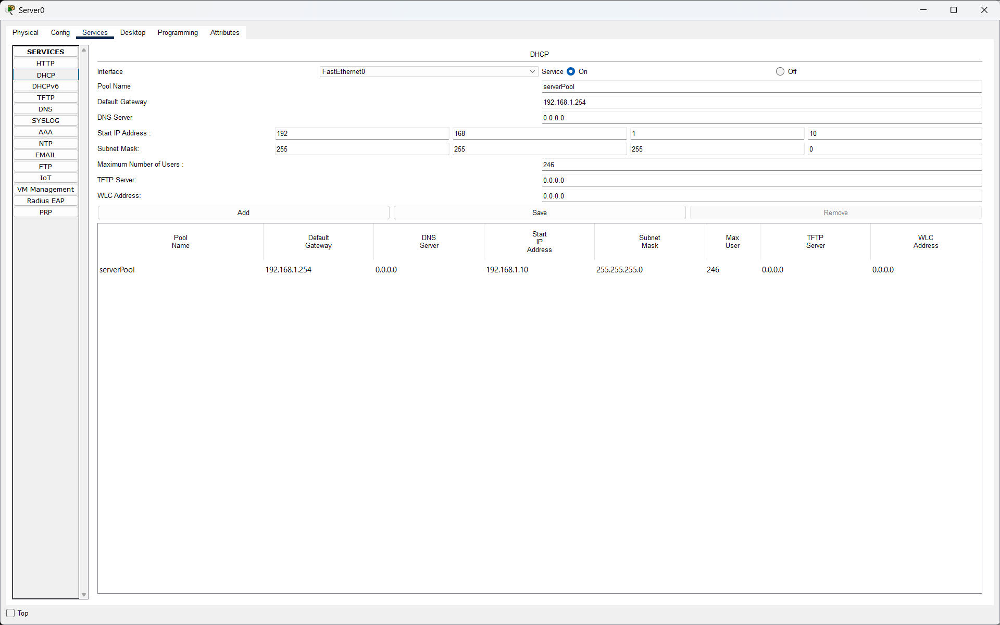 Server0
Physical Config Services Desktop Programming Attributes
SERVICES
HTTP
DHCP
DHCPv6
TFTP
DNS
SYSLOG
AAA
NTP
EMAIL
FTP
IoT
VM Management
Radius EAP
PRP
DHCP
Interface FastEthernet0 Service On Off
Pool Name serverPool
Default Gateway 192.168.1.254
DNS Server 0.0.0.0
Start IP Address : 192 168 1 10
Subnet Mask: 255 255 255 0
Maximum Number of Users : 246
TFTP Server: 0.0.0.0
WLC Address: 0.0.0.0
Add Save Remove
Pool Name Default Gateway DNS Server Start IP Address Subnet Mask Max User TFTP Server WLC Address
serverPool 192.168.1.254 0.0.0.0 192.168.1.10 255.255.255.0 246 0.0.0.0 0.0.0.0
Top